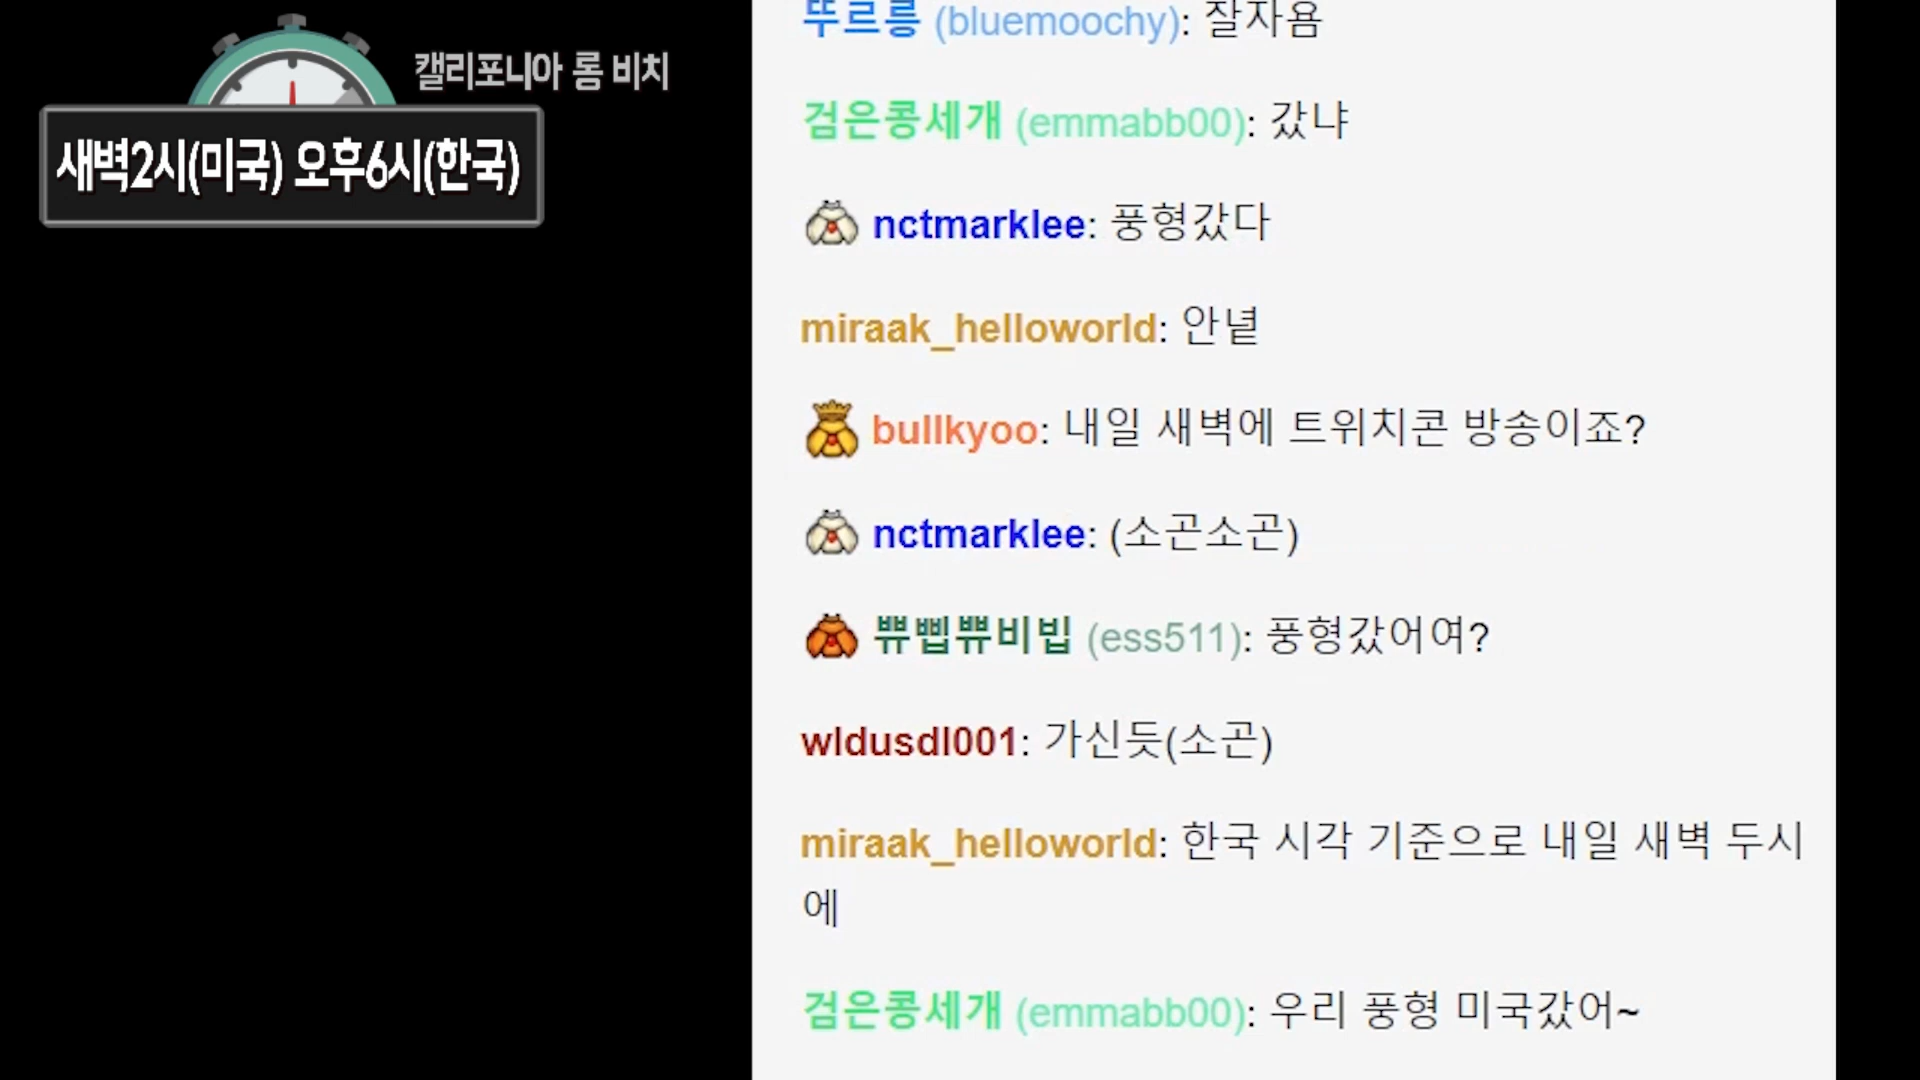 캘리포니아 롱 비치
새벽2시(미국) 오후6시(한국)
뚜르릉 (bluemoochy): 잘자욤
검은콩세개 (emmabb00): 갔냐
nctmarklee: 풍형갔다
miraak_helloworld: 안녙
bullkyoo: 내일 새벽에 트위치콘 방송이죠?
nctmarklee: (소곤소곤)
쀼삡쀼비빕 (ess511): 풍형갔어여?
wldusdl001: 가신듯(소곤)
miraak_helloworld: 한국 시각 기준으로 내일 새벽 두시
에
검은콩세개 (emmabb00): 우리 풍형 미국갔어~